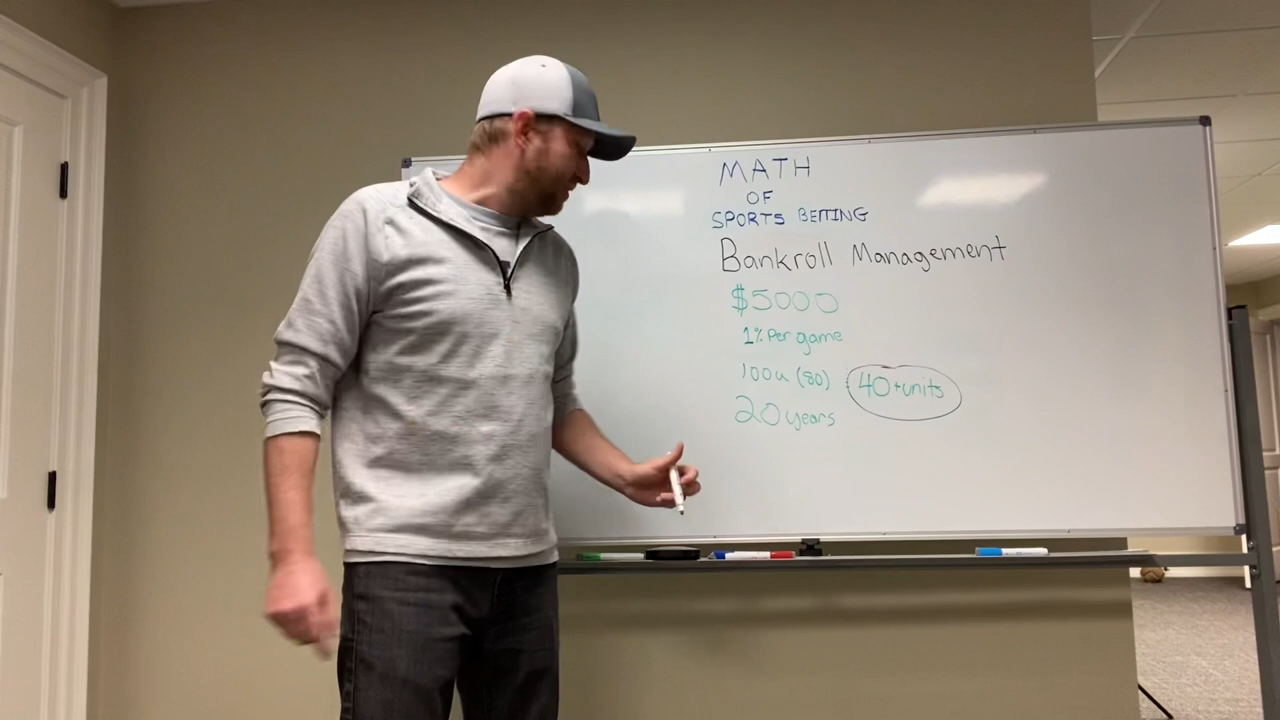 MATH
OF
SPORTS BETTING
Bankroll Management
$5000
1% Per game
100u (80) 40+units
20 years